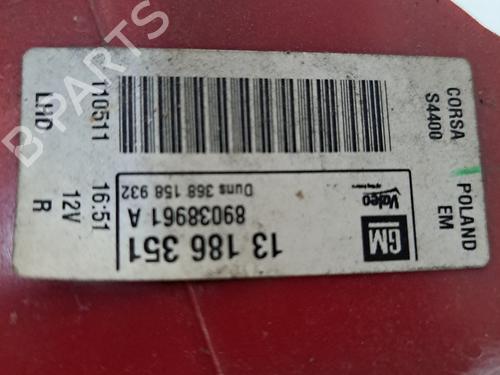 CORSA
S4400
POLAND
EM
GM
Valeo
13 186 351
89038961 A
Duns 368 158 932
110511 16:51
LHD 12V R
B-PARTS